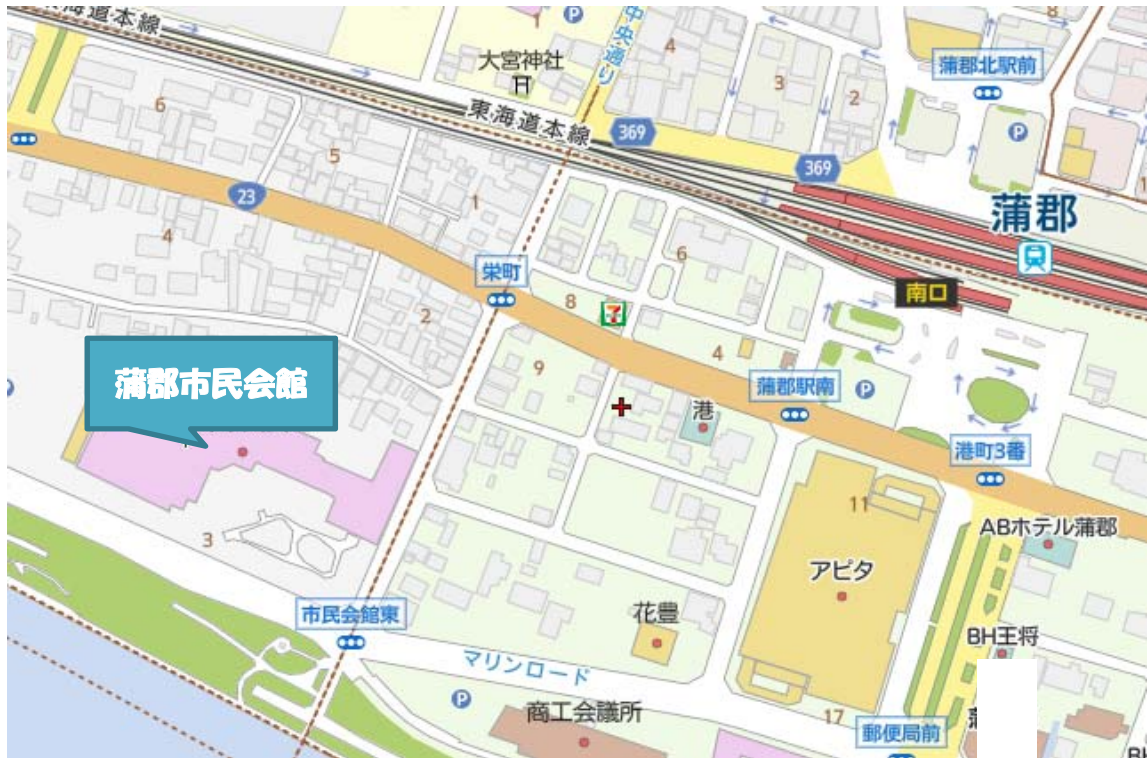 東海道本線
1
P
中央通り
4
8
大宮神社
蒲郡北駅前
3
2
6
東海道本線
369
P
5
369
23
1
蒲郡
4
6
栄町
南口
8
7
2
4
9
蒲郡市民会館
蒲郡駅南
P
港
港町3番
11
ABホテル蒲郡
3
アピタ
市民会館東
花豊
BH王将
マリンロード
P
商工会議所
17
郵便局前